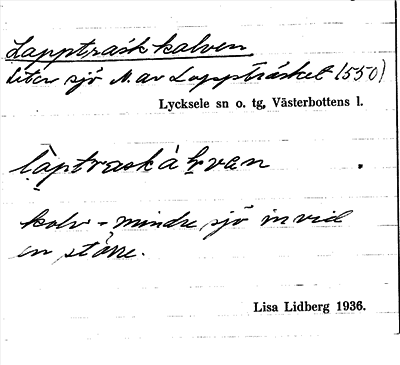 Lappträskkalven
liten sjö N. av Lappträsket (550)
Lycksele sn o. tg, Västerbottens l.
kalv - mindre sjö invid
en större.
Lisa Lidberg 1936.